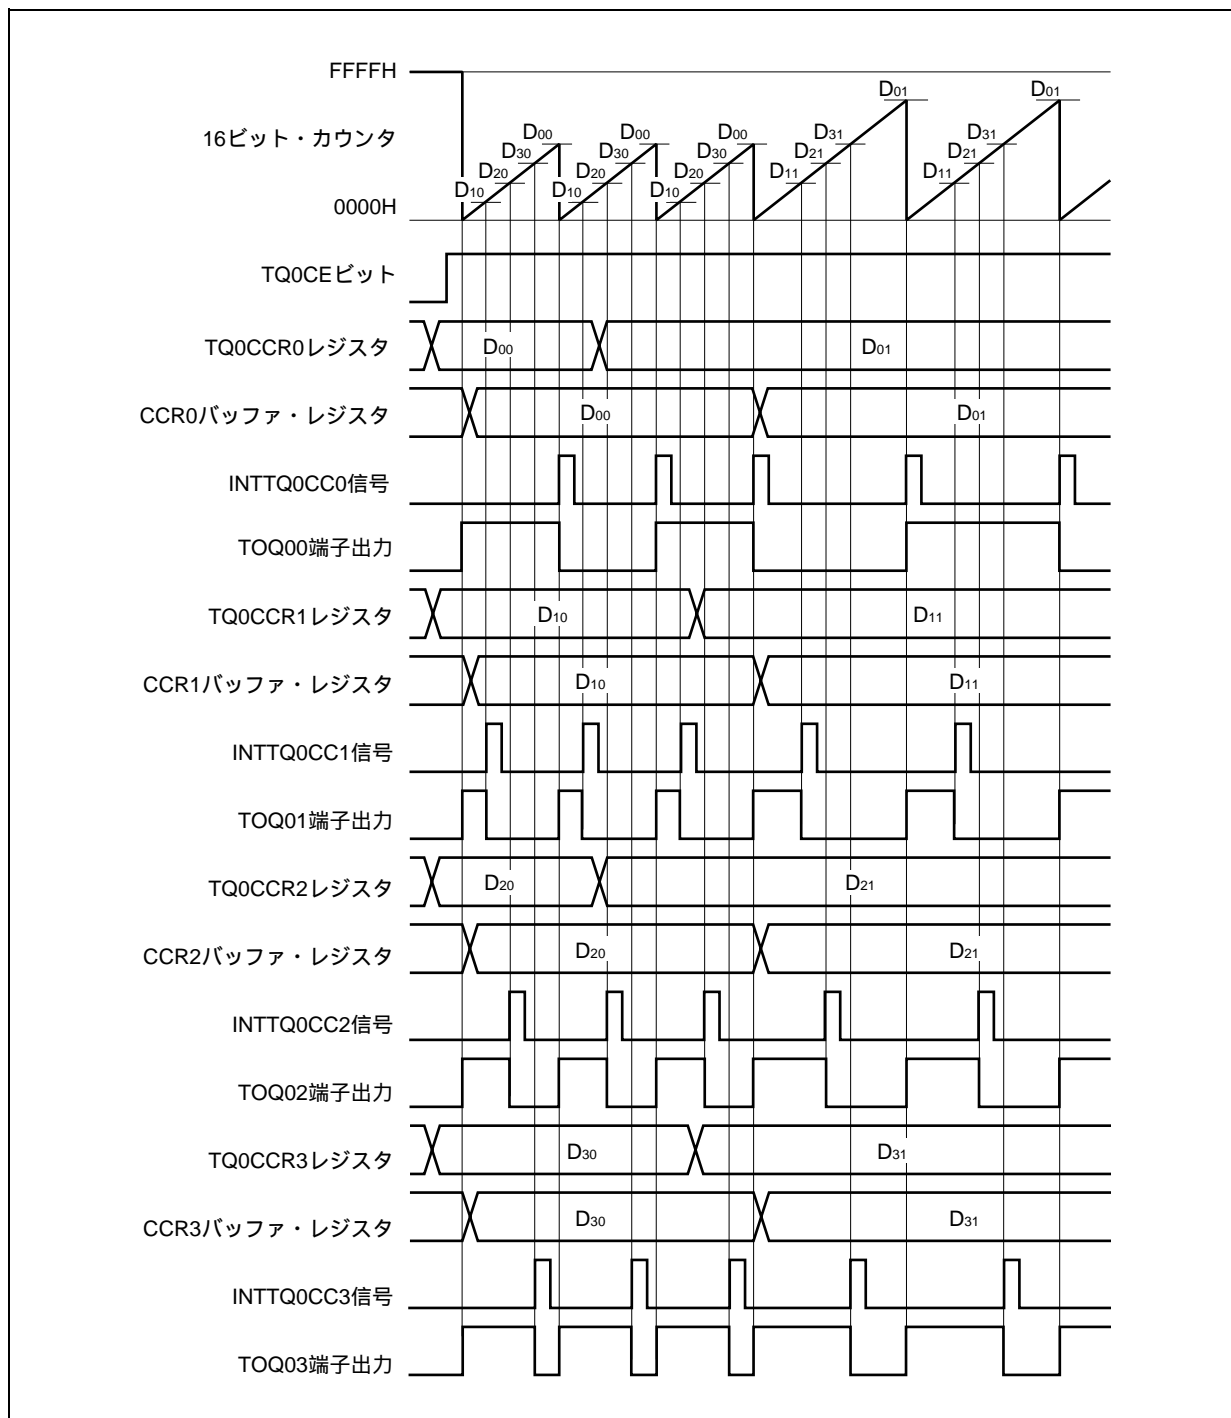 FFFFH
D01 D01
16ビット・カウンタ
D00 D00 D00 D31 D31
D30 D30 D30 D21 D21
D20 D20 D20 D11 D11
D10 D10 D10
0000H
TQ0CEビット
TQ0CCR0レジスタ D00 D01
CCR0バッファ・レジスタ D00 D01
INTTQ0CC0信号
TOQ00端子出力
TQ0CCR1レジスタ D10 D11
CCR1バッファ・レジスタ D10 D11
INTTQ0CC1信号
TOQ01端子出力
TQ0CCR2レジスタ D20 D21
CCR2バッファ・レジスタ D20 D21
INTTQ0CC2信号
TOQ02端子出力
TQ0CCR3レジスタ D30 D31
CCR3バッファ・レジスタ D30 D31
INTTQ0CC3信号
TOQ03端子出力